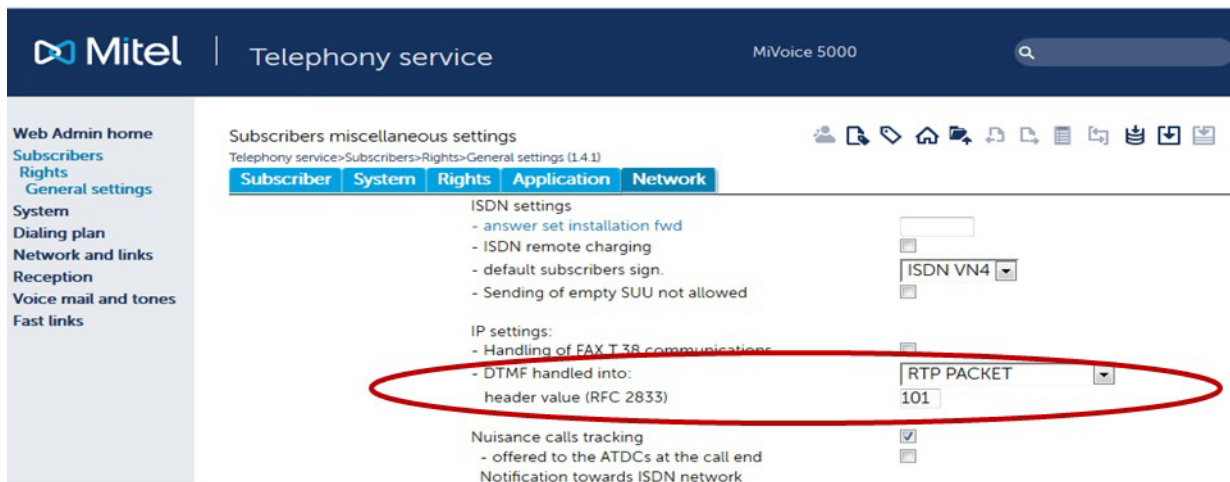 Mitel | Telephony service
MiVoice 5000
Web Admin home
Subscribers
Rights
General settings
System
Dialing plan
Network and links
Reception
Voice mail and tones
Fast links
Subscribers miscellaneous settings
Telephony service>Subscribers>Rights>General settings (1.4.1)
Subscriber System Rights Application Network
ISDN settings
- answer set installation fwd
- ISDN remote charging
- default subscribers sign. ISDN VN4
- Sending of empty SUU not allowed
IP settings:
- Handling of FAX T.38 communications
- DTMF handled into: RTP PACKET
header value (RFC 2833) 101
Nuisance calls tracking
- offered to the ATDCs at the call end
Notification towards ISDN network